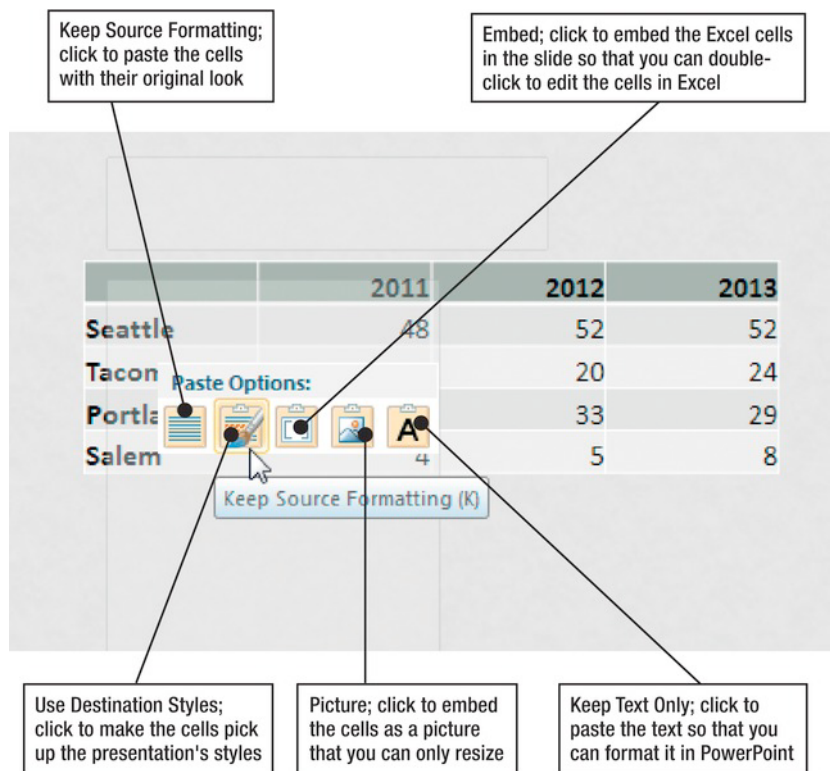 Keep Source Formatting;
click to paste the cells
with their original look
Embed; click to embed the Excel cells
in the slide so that you can double-
click to edit the cells in Excel
2011 2012 2013
Seattle 48 52 52
Tacom 20 24
Paste Options:
Portla 33 29
A
Salem 4 5 8
Keep Source Formatting (K)
Use Destination Styles;
click to make the cells pick
up the presentation's styles
Picture; click to embed
the cells as a picture
that you can only resize
Keep Text Only; click to
paste the text so that you
can format it in PowerPoint